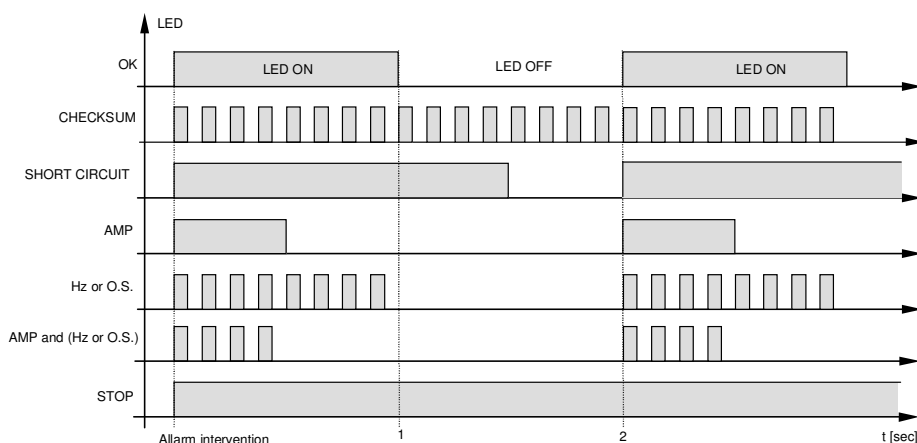 LED
OK
LED ON
LED OFF
LED ON
CHECKSUM
SHORT CIRCUIT
AMP
Hz or O.S.
AMP and (Hz or O.S.)
STOP
Allarm intervention
1
2
t [sec]